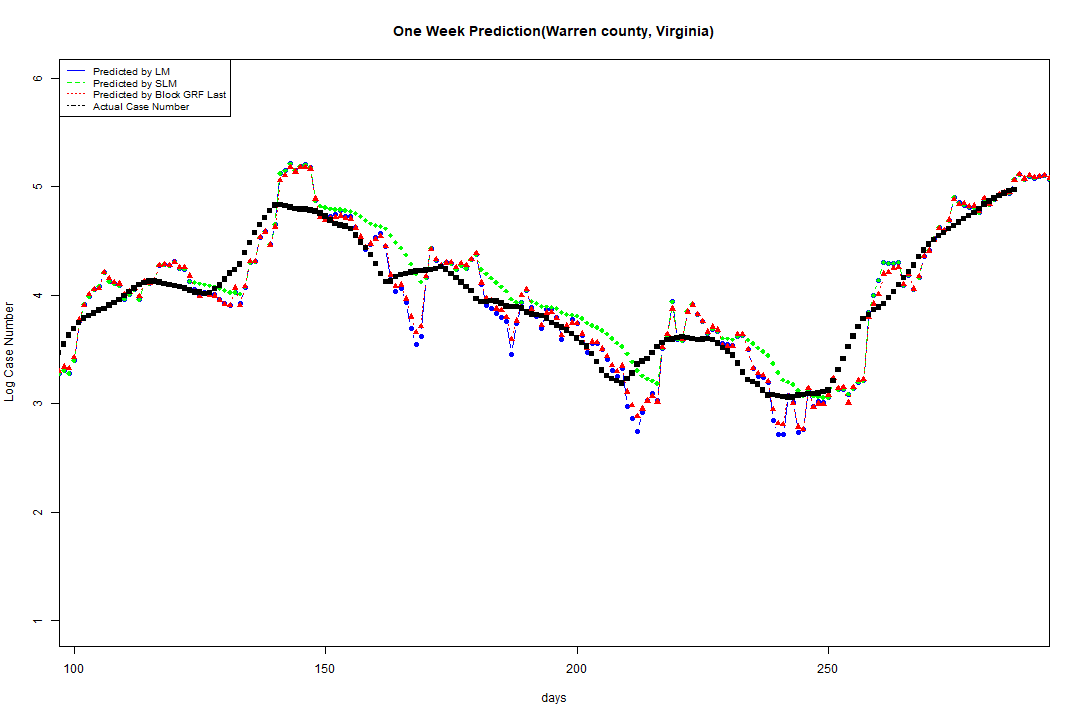 One Week Prediction(Warren county, Virginia)
Predicted by LM
Predicted by SLM
Predicted by Block GRF Last
Actual Case Number
6
5
4
3
2
1
Log Case Number
100 150 200 250
days